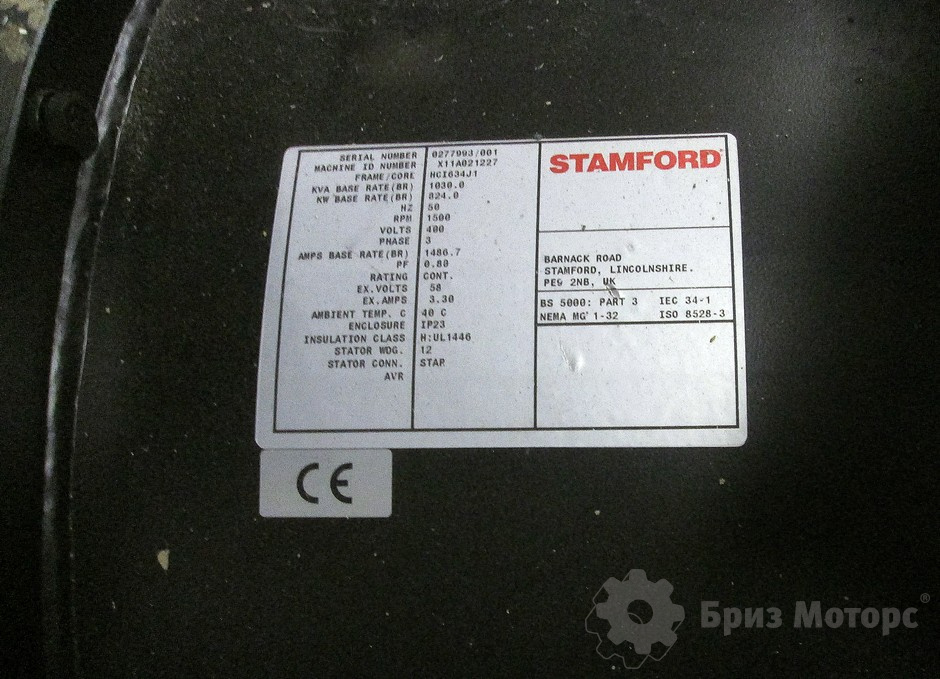 SERIAL NUMBER 0277993/001
MACHINE ID NUMBER X11A021227
FRAME/CORE HCI634J1
KVA BASE RATE(BR) 1030.0
KW BASE RATE(BR) 824.0
HZ 50
RPM 1500
VOLTS 400
PHASE 3
AMPS BASE RATE(BR) 1486.7
PF 0.80
RATING CONT.
EX.VOLTS 58
EX.AMPS 3.30
AMBIENT TEMP. C 40 C
ENCLOSURE IP23
INSULATION CLASS H:UL1446
STATOR WDG. 12
STATOR CONN. STAR
AVR
STAMFORD
BARNACK ROAD
STAMFORD, LINCOLNSHIRE.
PE9 2NB, UK
BS 5000: PART 3 IEC 34-1
NEMA MG 1-32 ISO 8528-3
CE
Бриз Моторс®